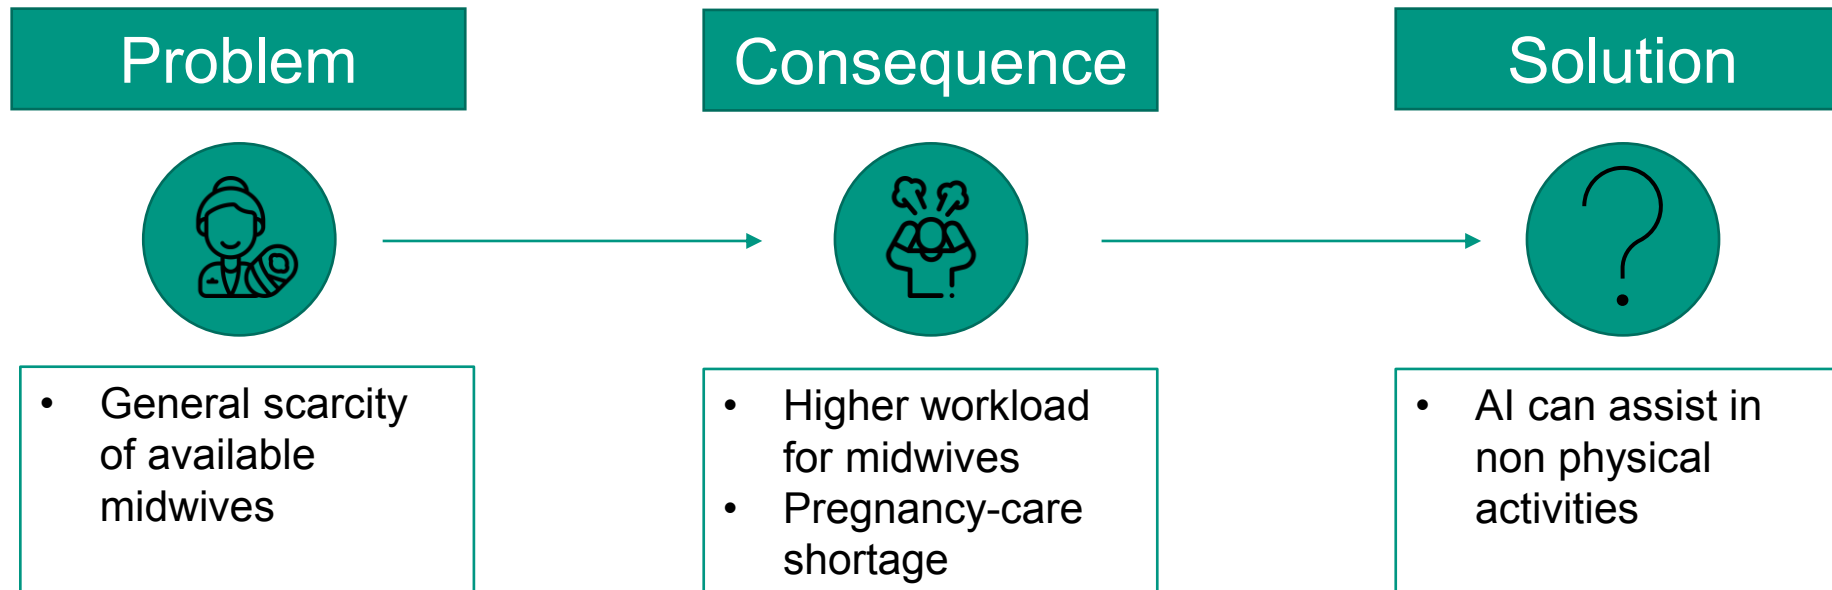 Problem
• General scarcity
of available
midwives
Consequence
• Higher workload
for midwives
• Pregnancy-care
shortage
Solution
?
• AI can assist in
non physical
activities